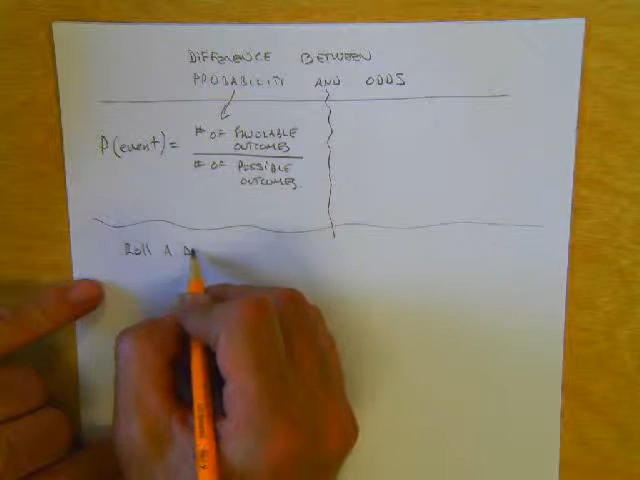 DIFFERENCE BETWEEN
PROBABILITY AND ODDS
P(event) = # OF FAVORABLE
OUTCOMES
# OF POSSIBLE
OUTCOMES
Roll A D